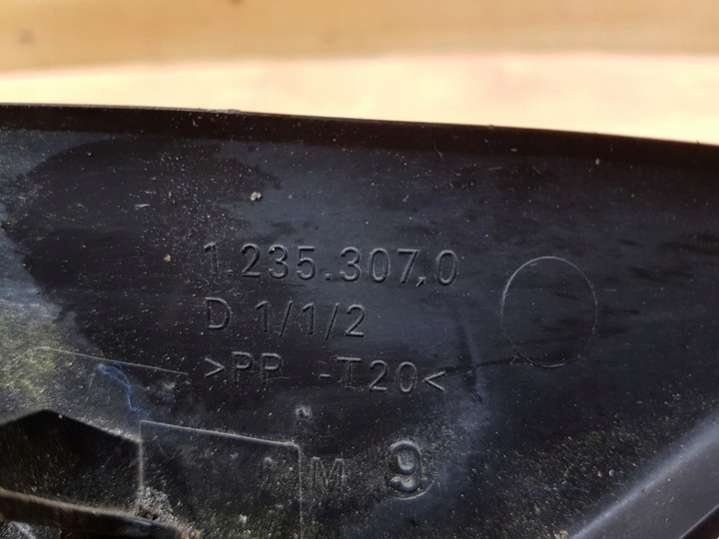 1.235.307,0
D 1/1/2
>PP -T20<
M 9